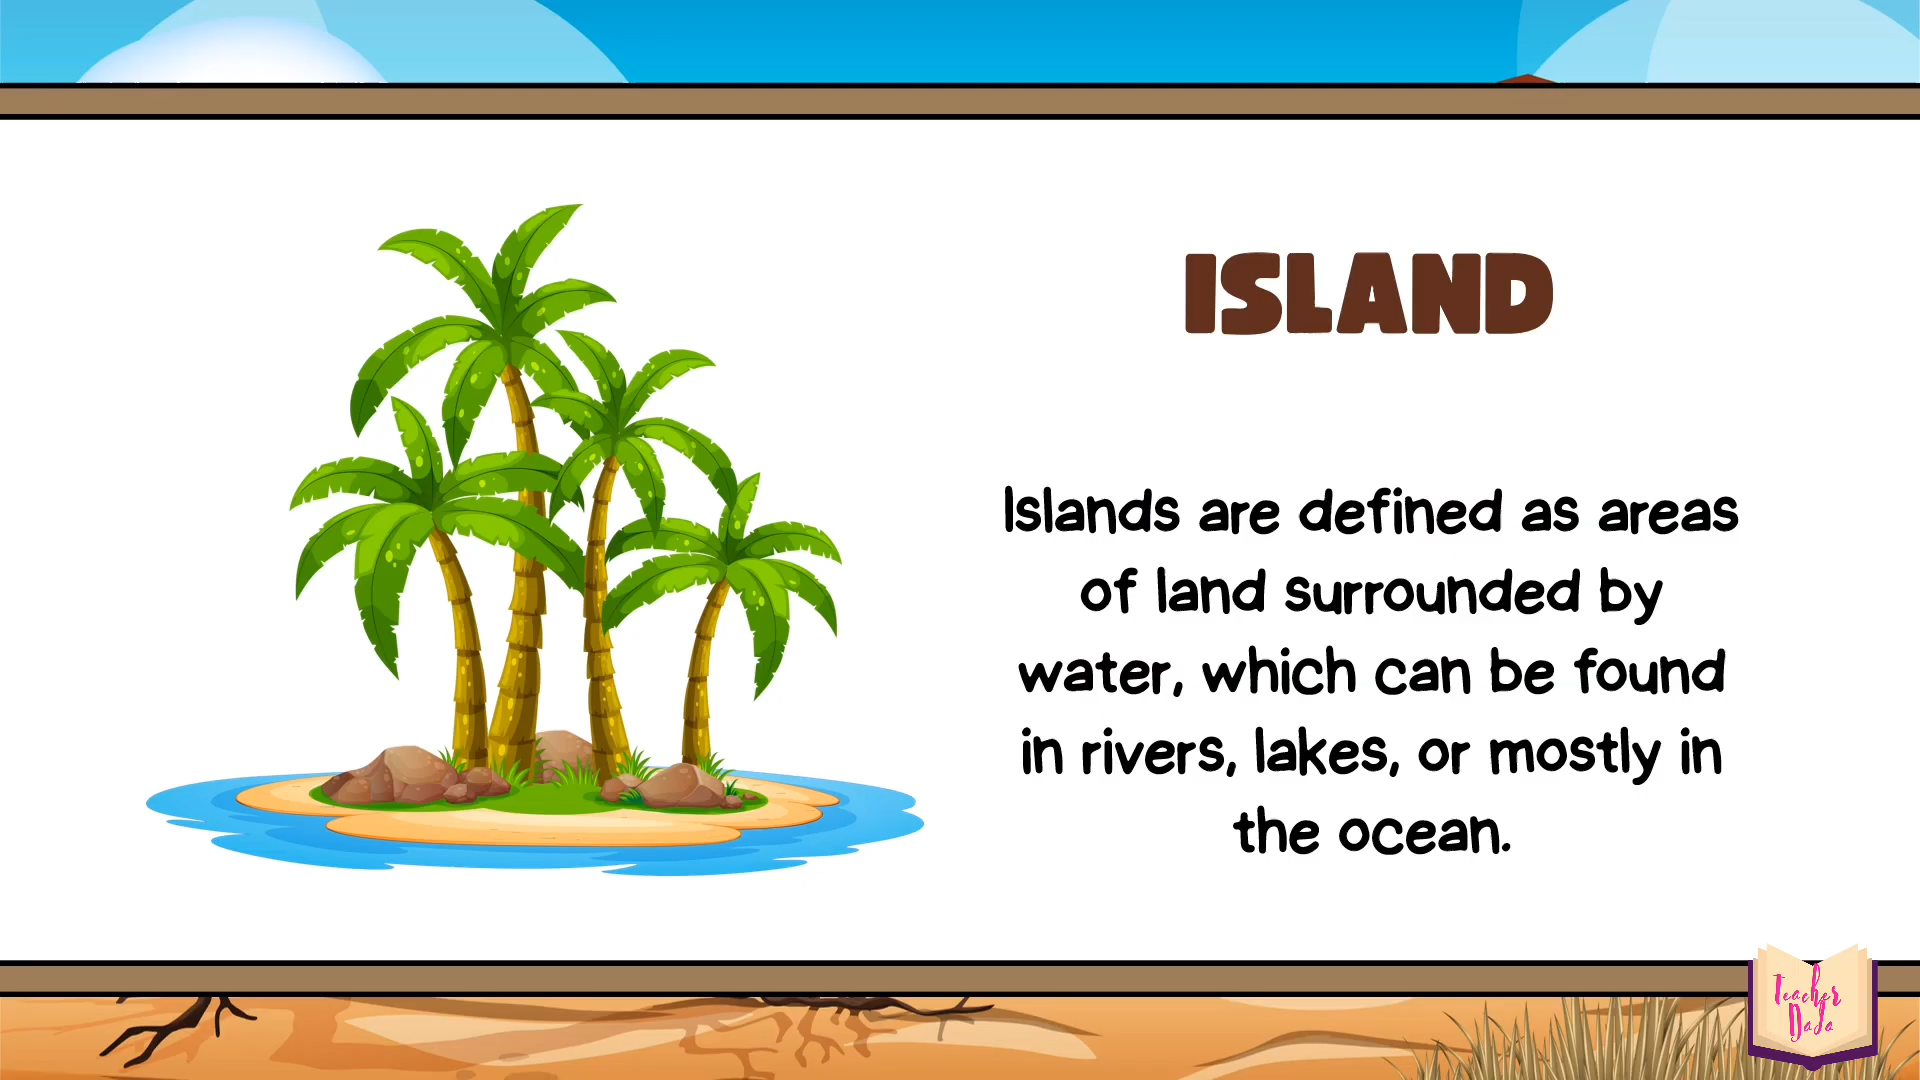 ISLAND
Islands are defined as areas
of land surrounded by
water, which can be found
in rivers, lakes, or mostly in
the ocean.
Teacher
DaJa